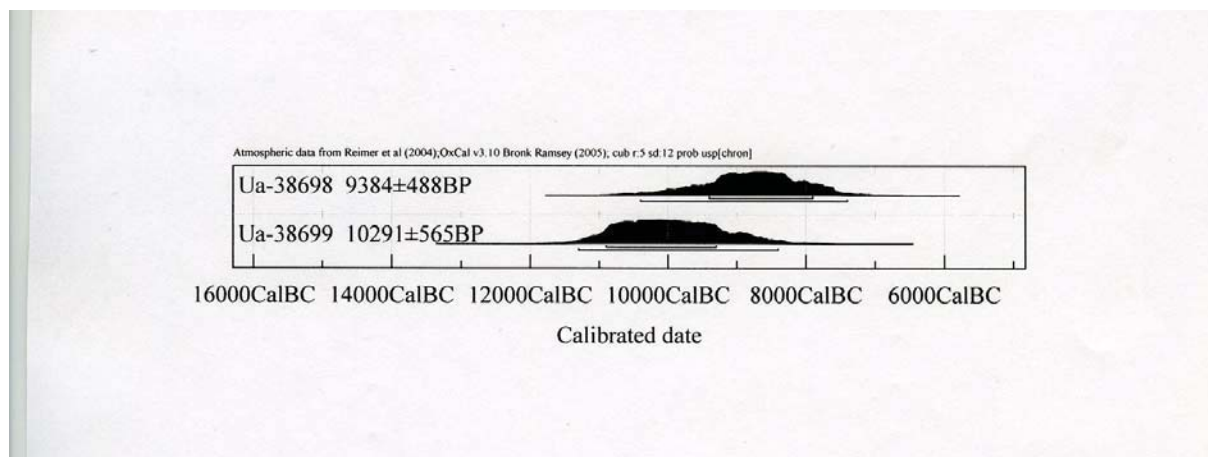 Atmospheric data from Reimer et al (2004);OxCal v3.10 Bronk Ramsey (2005); cub r:5 sd:12 prob usp[chron]
Ua-38698 9384±488BP
Ua-38699 10291±565BP
16000CalBC 14000CalBC 12000CalBC 10000CalBC 8000CalBC 6000CalBC
Calibrated date